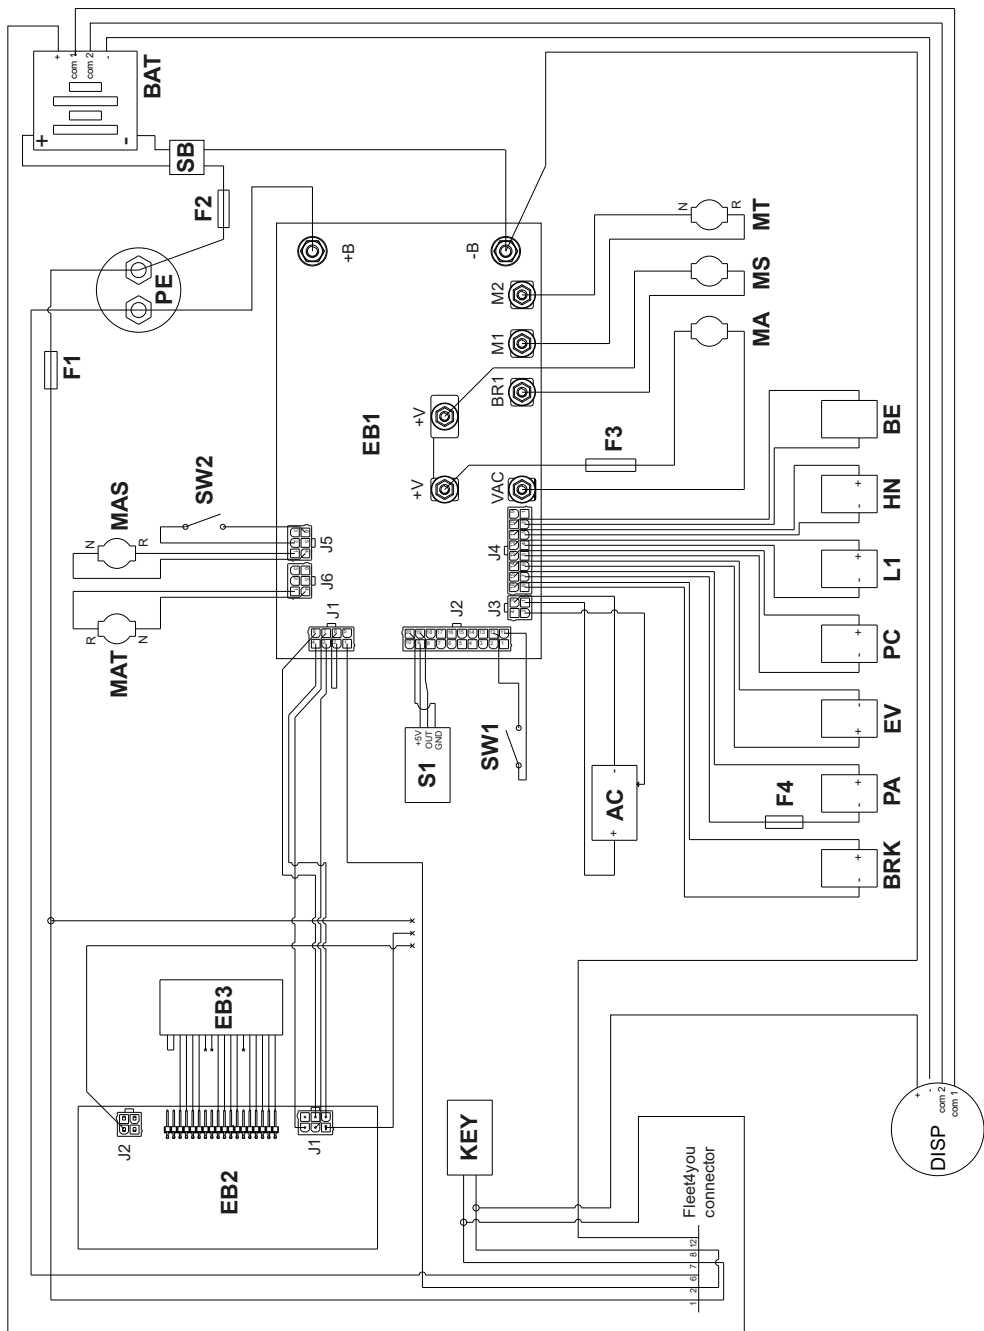 +
com 1
com 2
-
+
-
BAT
SB
F2
PE
F1
+B
-B
M2
M1
BR1
+V
+V
VAC
EB1
N
R
MT
MS
MA
F3
SW2
MAS
N
R
R
N
MAT
J5
J6
J1
J2
J3
J4
+5V
OUT
GND
S1
SW1
AC
+
-
F4
BE
+
-
HN
+
-
L1
+
-
PC
-
+
EV
+
-
PA
+
-
BRK
EB3
EB2
J2
J1
KEY
Fleet4you
connector
1
2
6
7
8
12
+
-
com 2
com 1
DISP